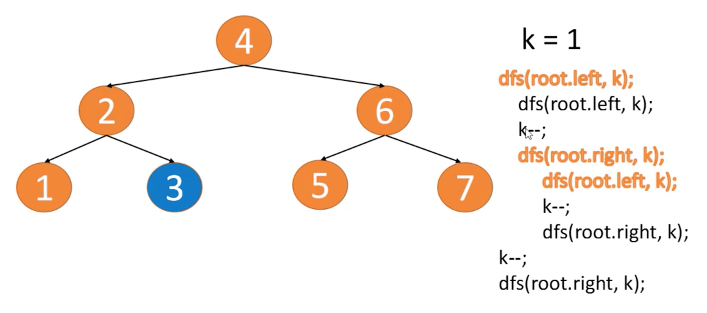 4
k = 1
dfs(root.left, k);
dfs(root.left, k);
2
6
k--;
dfs(root.right, k);
dfs(root.left, k);
1
3
5
7
k--;
dfs(root.right, k);
k--;
dfs(root.right, k);